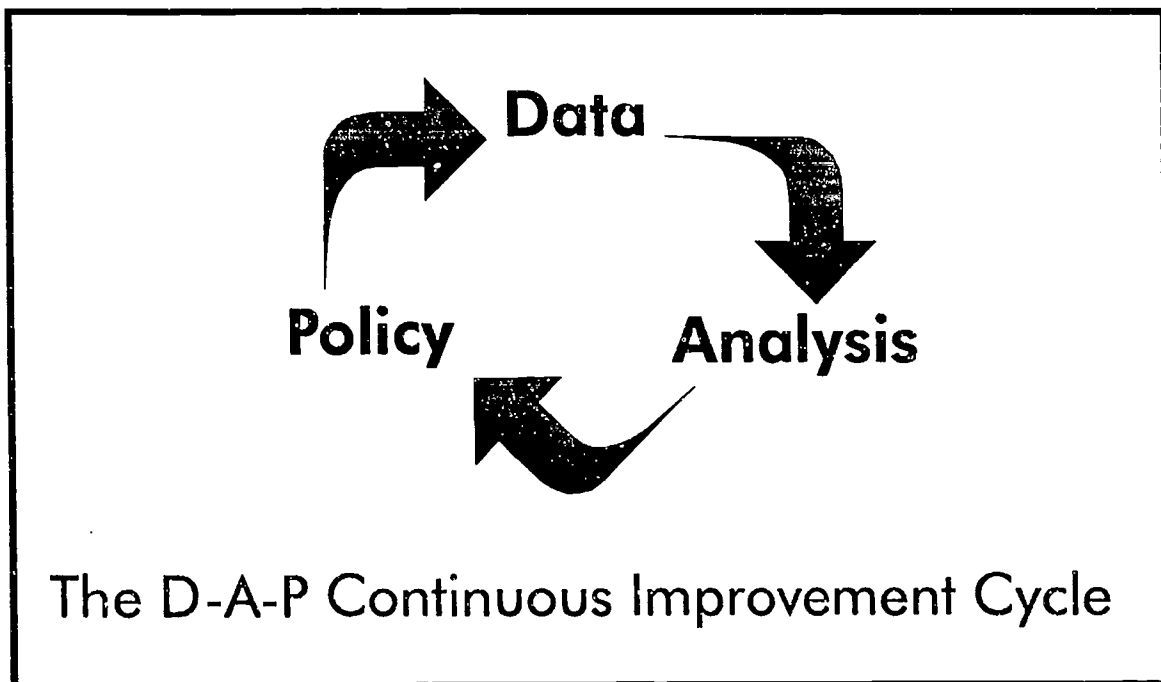 Data
Policy
Analysis
The D-A-P Continuous Improvement Cycle